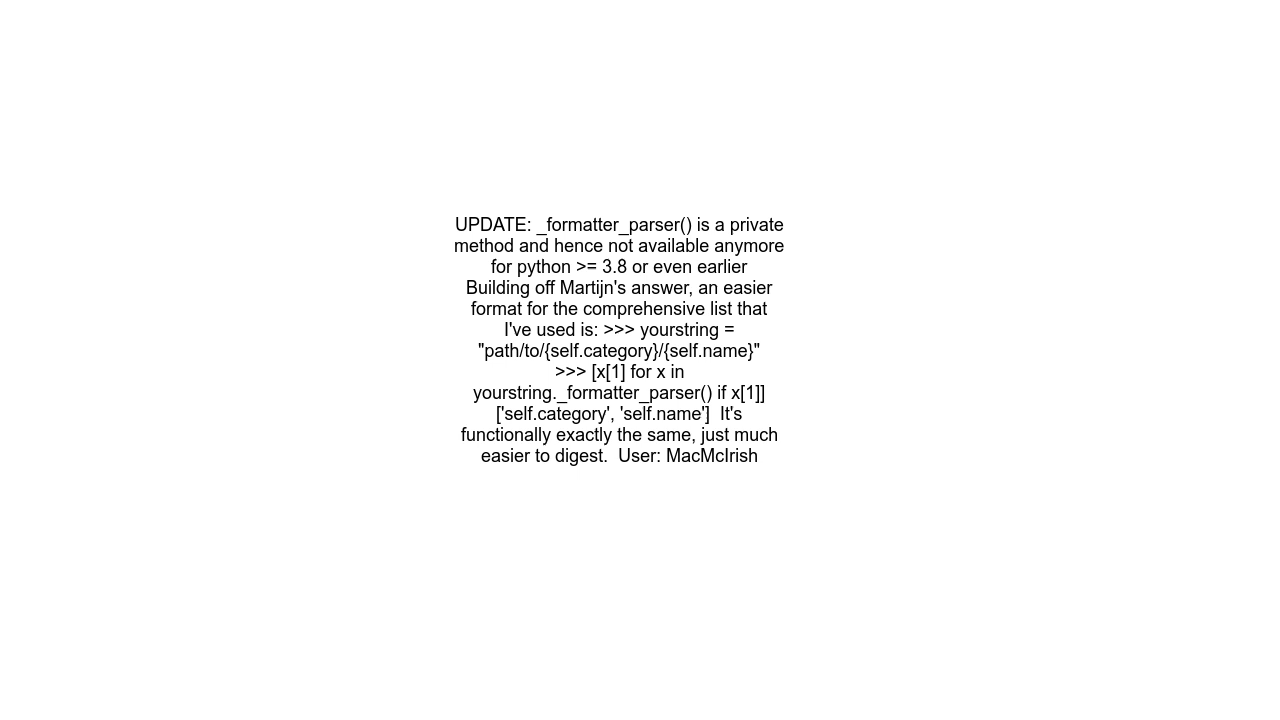 UPDATE: _formatter_parser() is a private
method and hence not available anymore
for python >= 3.8 or even earlier
Building off Martijn's answer, an easier
format for the comprehensive list that
I've used is: >>> yourstring =
"path/to/{self.category}/{self.name}"
>>> [x[1] for x in
yourstring._formatter_parser() if x[1]]
['self.category', 'self.name']  It's
functionally exactly the same, just much
easier to digest.  User: MacMcIrish